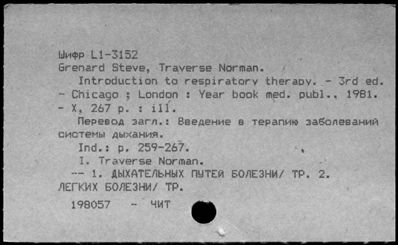 Шифр L1-3152
Grenard Steve, Traverse Norman.
Introduction to respiratory therapy. - 3rd ed.
- Chicago ; London : Year book med. publ., 1981.
- X, 267 p. : ill.
Перевод загл.: Введение в терапию заболеваний
системы дыхания.
Ind.: p. 259-267.
I. Traverse Norman.
-- 1. ДЫХАТЕЛЬНЫХ ПУТЕЙ БОЛЕЗНИ/ ТР. 2.
ЛЕГКИХ БОЛЕЗНИ/ ТР.
198057 - ЧИТ